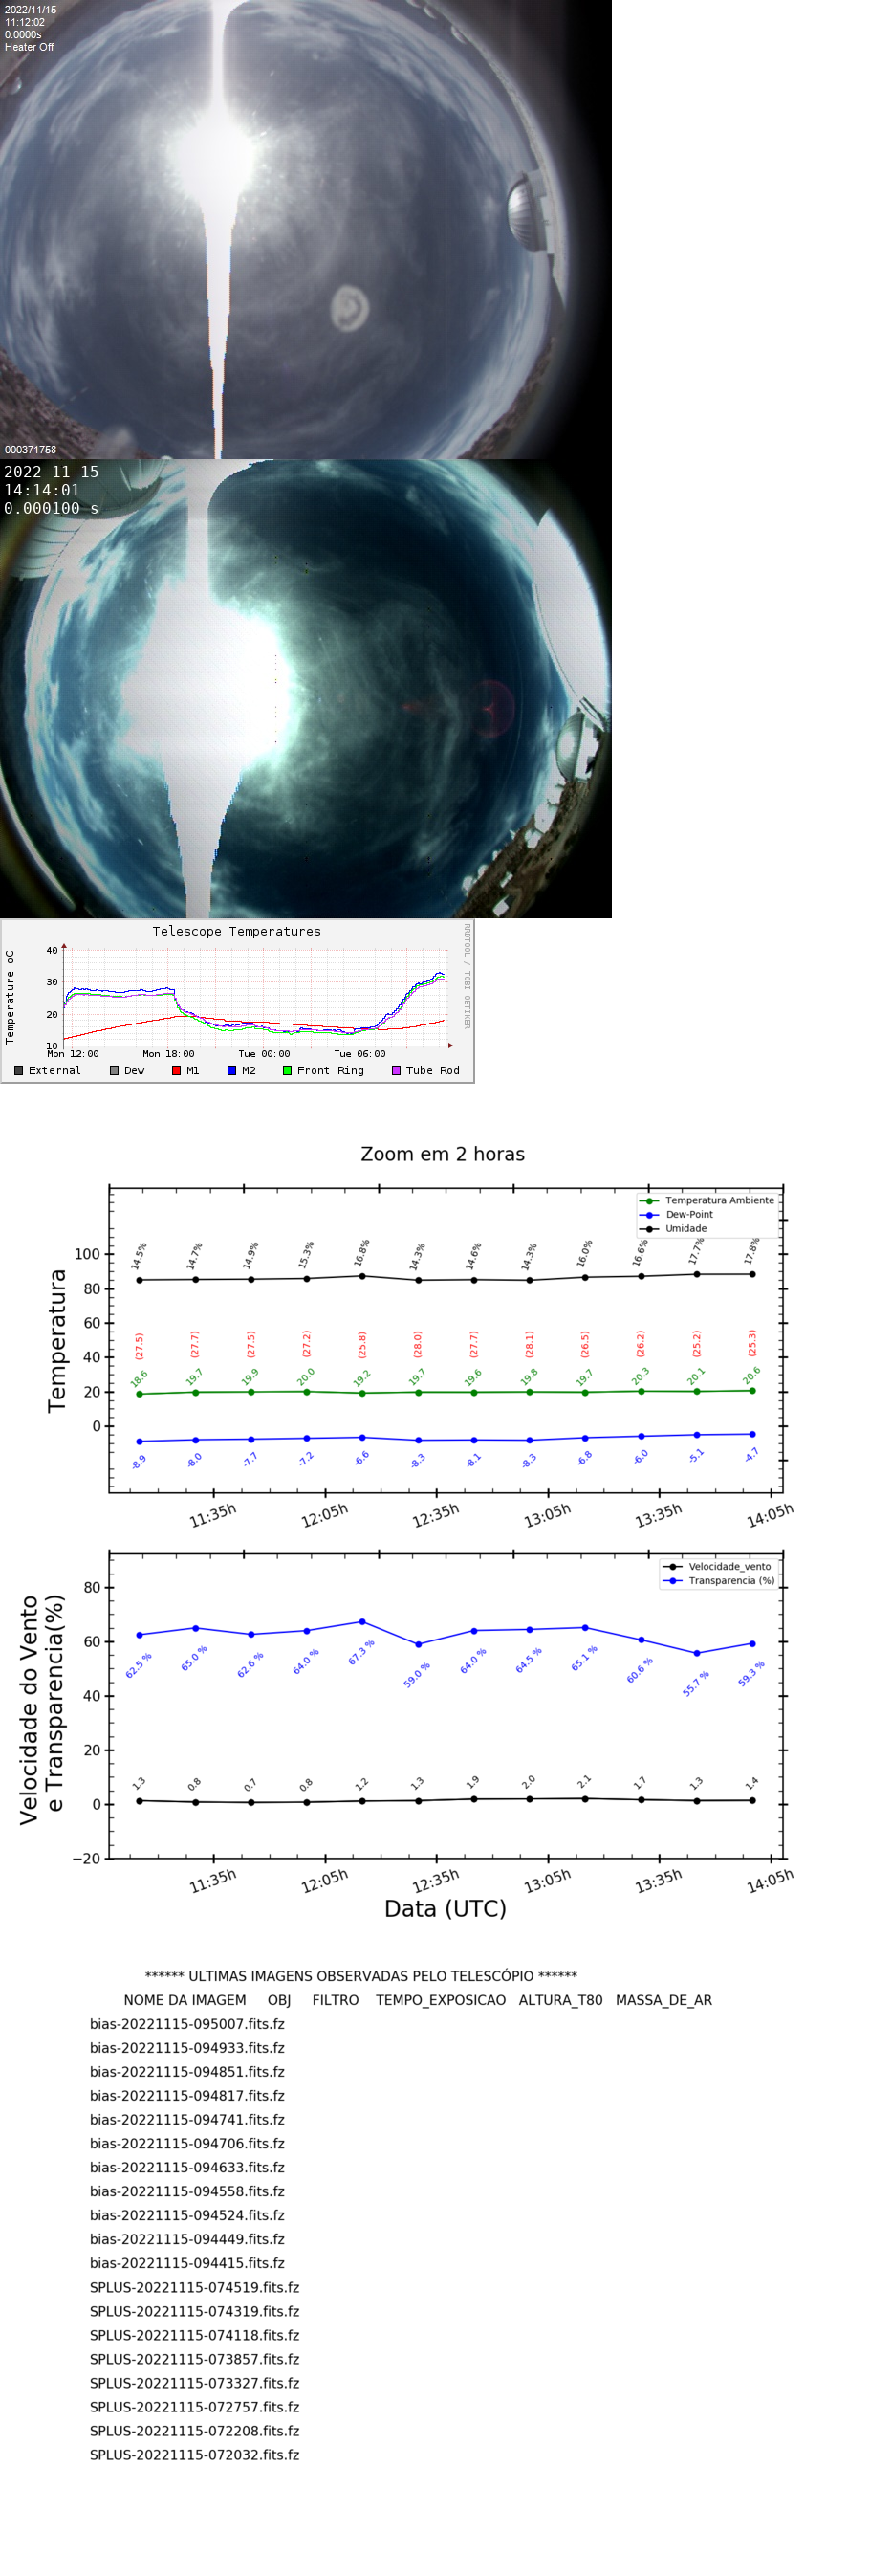 2022/11/15
11:12:02
0.0000s
Heater Off
000371758
2022-11-15
14:14:01
0.000100 s
Telescope Temperatures
RRDTOOL / TOBI OETIKER
Temperature oC
40
30
20
10
Mon 12:00 Mon 18:00 Tue 00:00 Tue 06:00
External Dew M1 M2 Front Ring Tube Rod
Zoom em 2 horas
Temperatura Ambiente
Dew-Point
Umidade
Temperatura
100
80
60
40
20
0
14.5% 14.7% 14.9% 15.3% 16.8% 14.3% 14.6% 14.3% 16.0% 16.6% 17.7% 17.8%
(27.5) (27.7) (27.5) (27.2) (25.8) (28.0) (27.7) (28.1) (26.5) (26.2) (25.2) (25.3)
18.6 19.7 19.9 20.0 19.2 19.7 19.6 19.8 19.7 20.3 20.1 20.6
-8.9 -8.0 -7.7 -7.2 -6.6 -8.3 -8.1 -8.3 -6.8 -6.0 -5.1 -4.7
11:35h 12:05h 12:35h 13:05h 13:35h 14:05h
Velocidade_vento
Transparencia (%)
Velocidade do Vento
e Transparencia(%)
80
60
40
20
0
−20
62.5 % 65.0 % 62.6 % 64.0 % 67.3 % 59.0 % 64.0 % 64.5 % 65.1 % 60.6 % 55.7 % 59.3 %
1.3 0.8 0.7 0.8 1.2 1.3 1.9 2.0 2.1 1.7 1.3 1.4
11:35h 12:05h 12:35h 13:05h 13:35h 14:05h
Data (UTC)
****** ULTIMAS IMAGENS OBSERVADAS PELO TELESCÓPIO ******
NOME DA IMAGEM OBJ FILTRO TEMPO_EXPOSICAO ALTURA_T80 MASSA_DE_AR
bias-20221115-095007.fits.fz
bias-20221115-094933.fits.fz
bias-20221115-094851.fits.fz
bias-20221115-094817.fits.fz
bias-20221115-094741.fits.fz
bias-20221115-094706.fits.fz
bias-20221115-094633.fits.fz
bias-20221115-094558.fits.fz
bias-20221115-094524.fits.fz
bias-20221115-094449.fits.fz
bias-20221115-094415.fits.fz
SPLUS-20221115-074519.fits.fz
SPLUS-20221115-074319.fits.fz
SPLUS-20221115-074118.fits.fz
SPLUS-20221115-073857.fits.fz
SPLUS-20221115-073327.fits.fz
SPLUS-20221115-072757.fits.fz
SPLUS-20221115-072208.fits.fz
SPLUS-20221115-072032.fits.fz